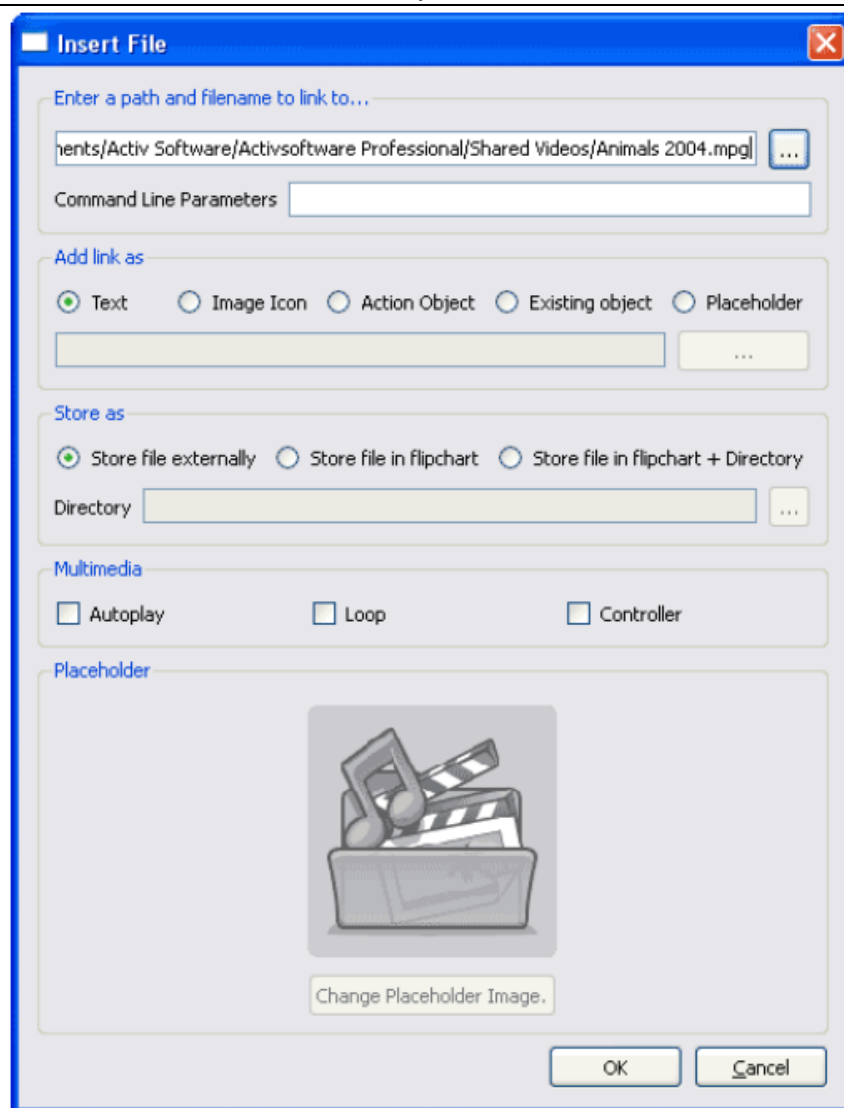 Insert File
Enter a path and filename to link to...
nents/Activ Software/Activsoftware Professional/Shared Videos/Animals 2004.mpg
...
Command Line Parameters
Add link as
Text Image Icon Action Object Existing object Placeholder
...
Store as
Store file externally Store file in flipchart Store file in flipchart + Directory
Directory ...
Multimedia
Autoplay Loop Controller
Placeholder
Change Placeholder Image.
OK Cancel